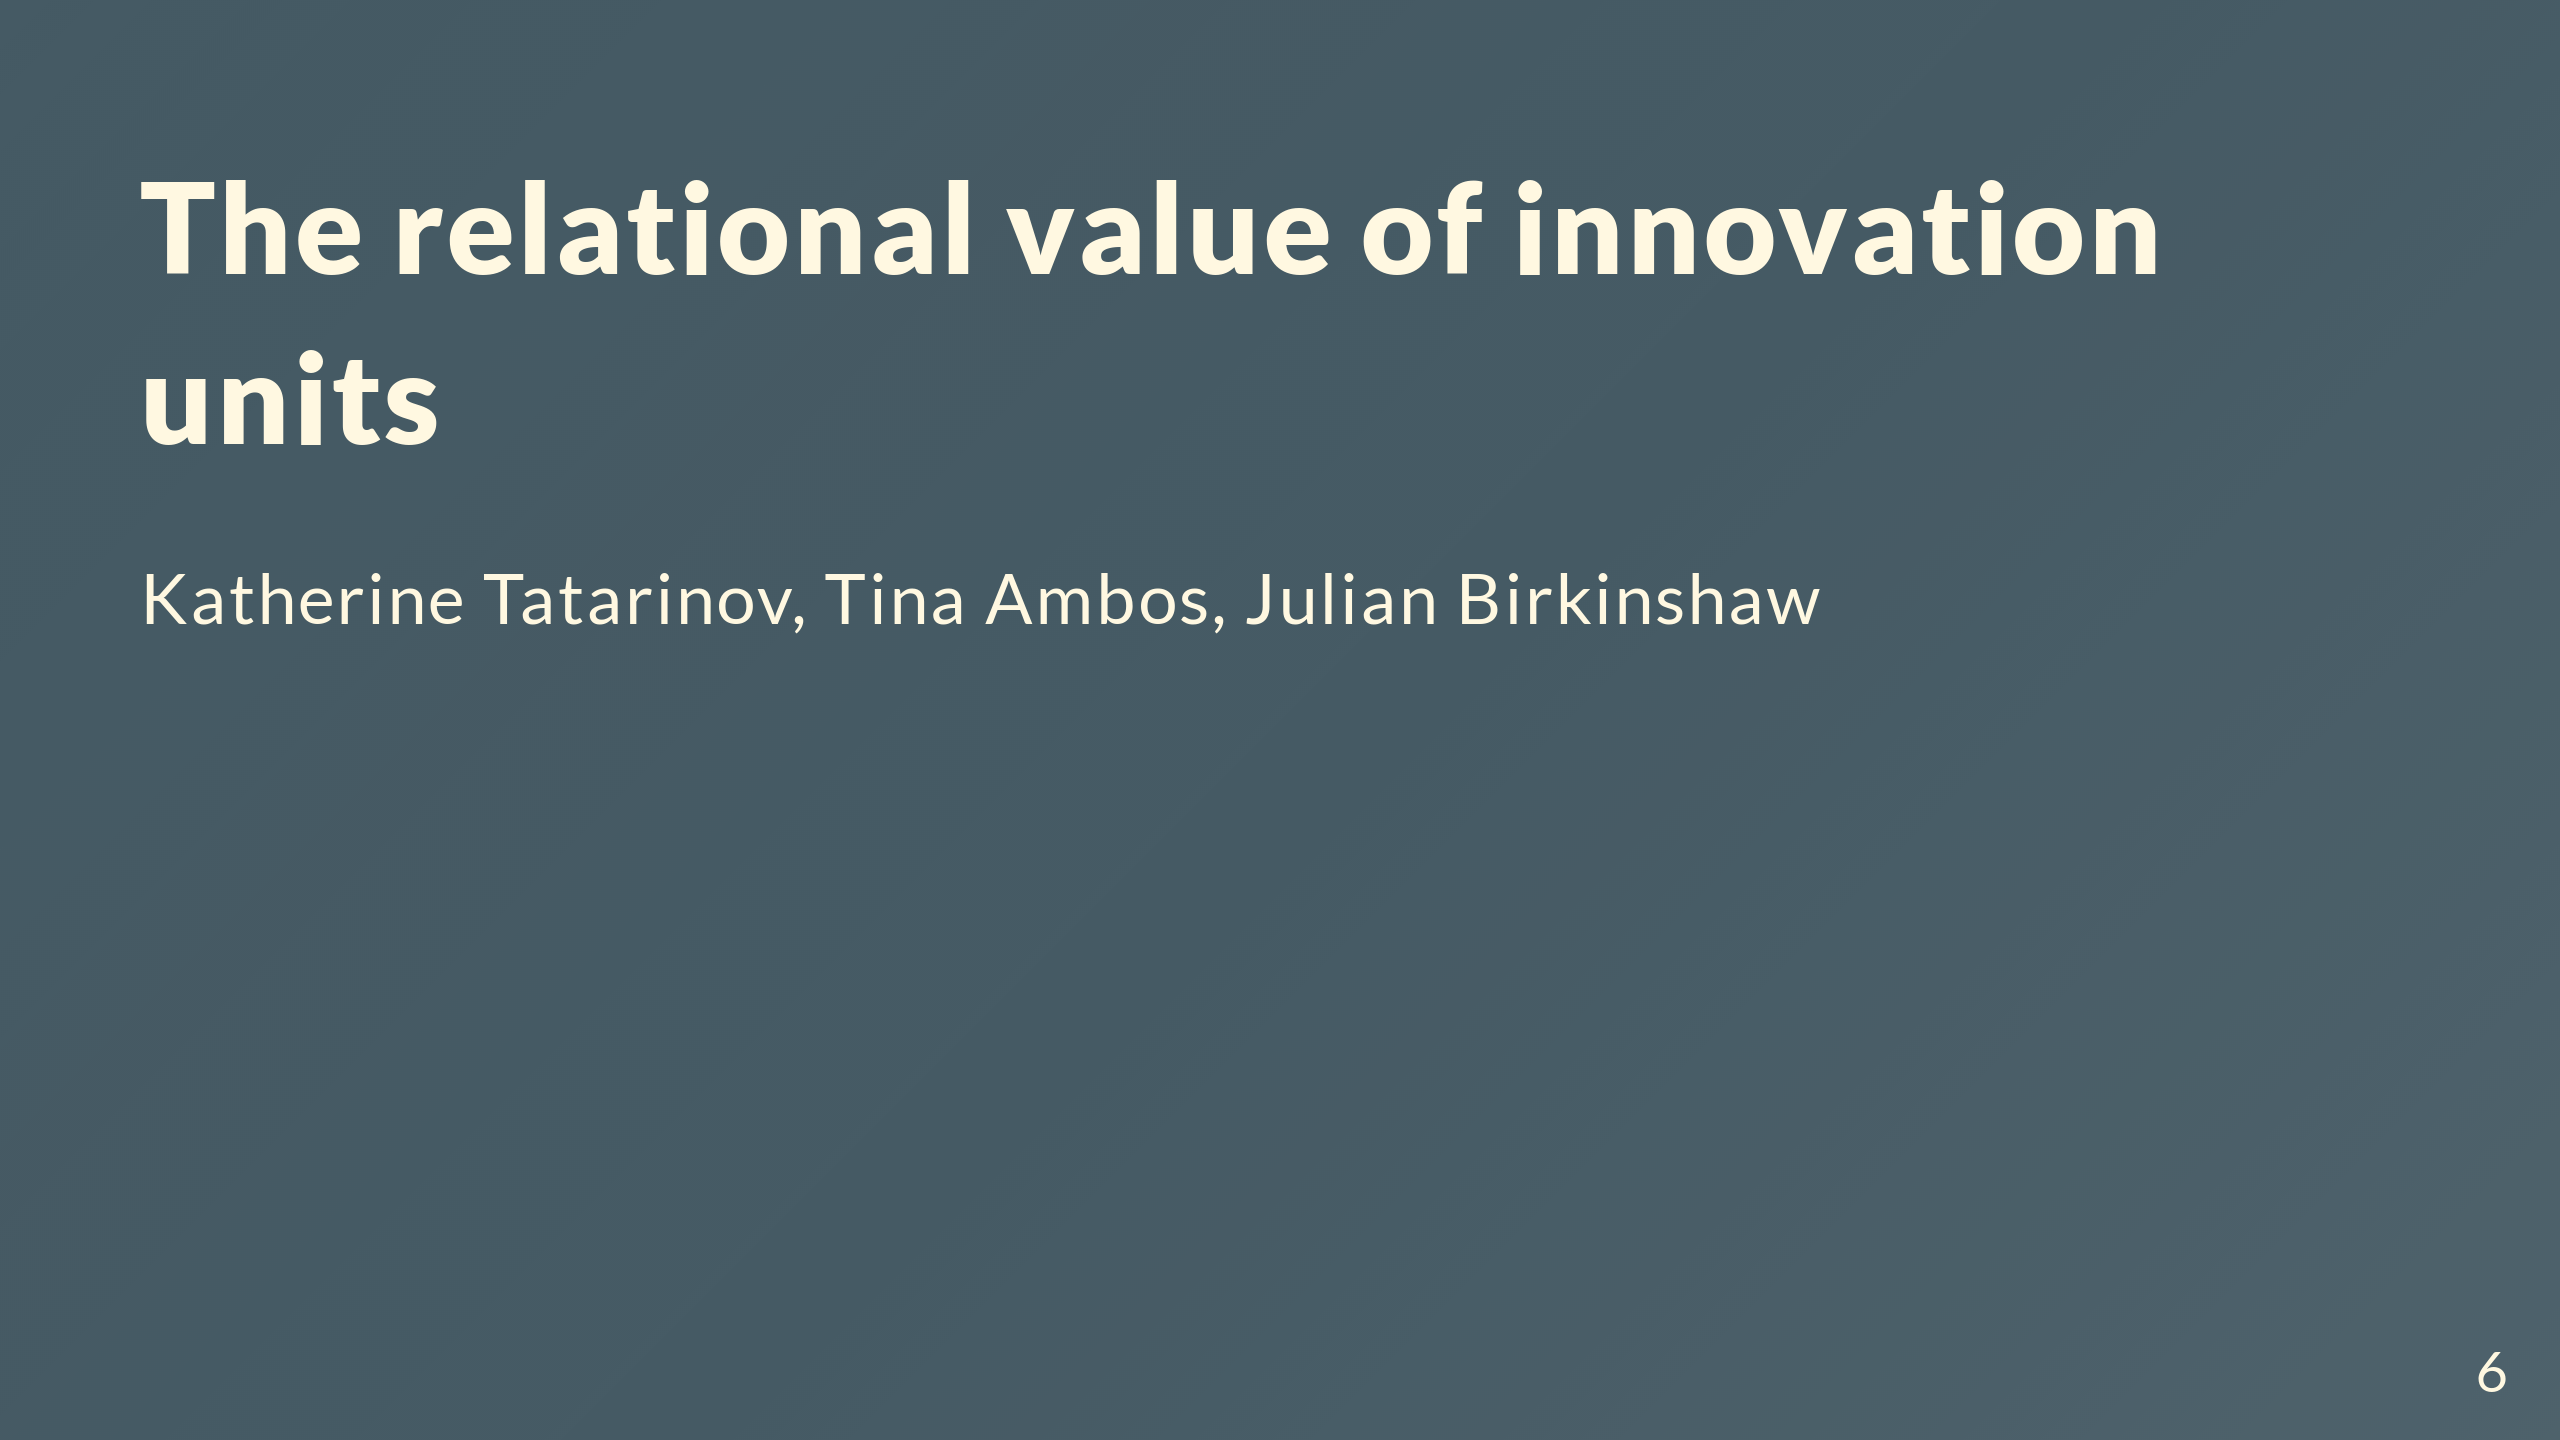 The relational value of innovation
units
Katherine Tatarinov, Tina Ambos, Julian Birkinshaw
6